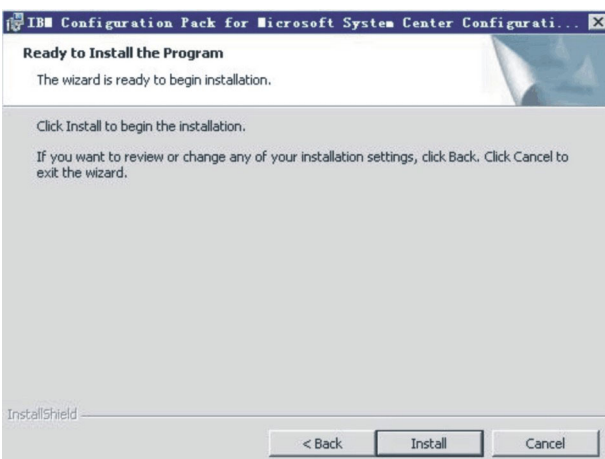 IBM Configuration Pack for Microsoft System Center Configurati...
Ready to Install the Program
The wizard is ready to begin installation.
Click Install to begin the installation.
If you want to review or change any of your installation settings, click Back. Click Cancel to
exit the wizard.
InstallShield
< Back
Install
Cancel